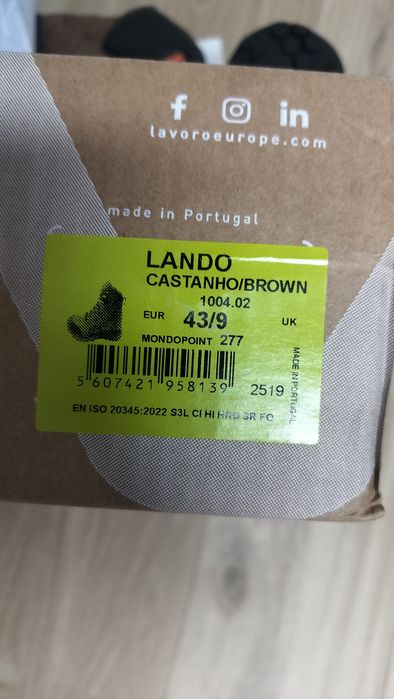 f in
lavoroeurope.com
made in Portugal
LANDO
CASTANHO/BROWN
1004.02
EUR 43/9 UK
MONDOPOINT 277
5 607421 958139 2519
MADE IN PORTUGAL
EN ISO 20345:2022 S3L CI HI HRO SR FO